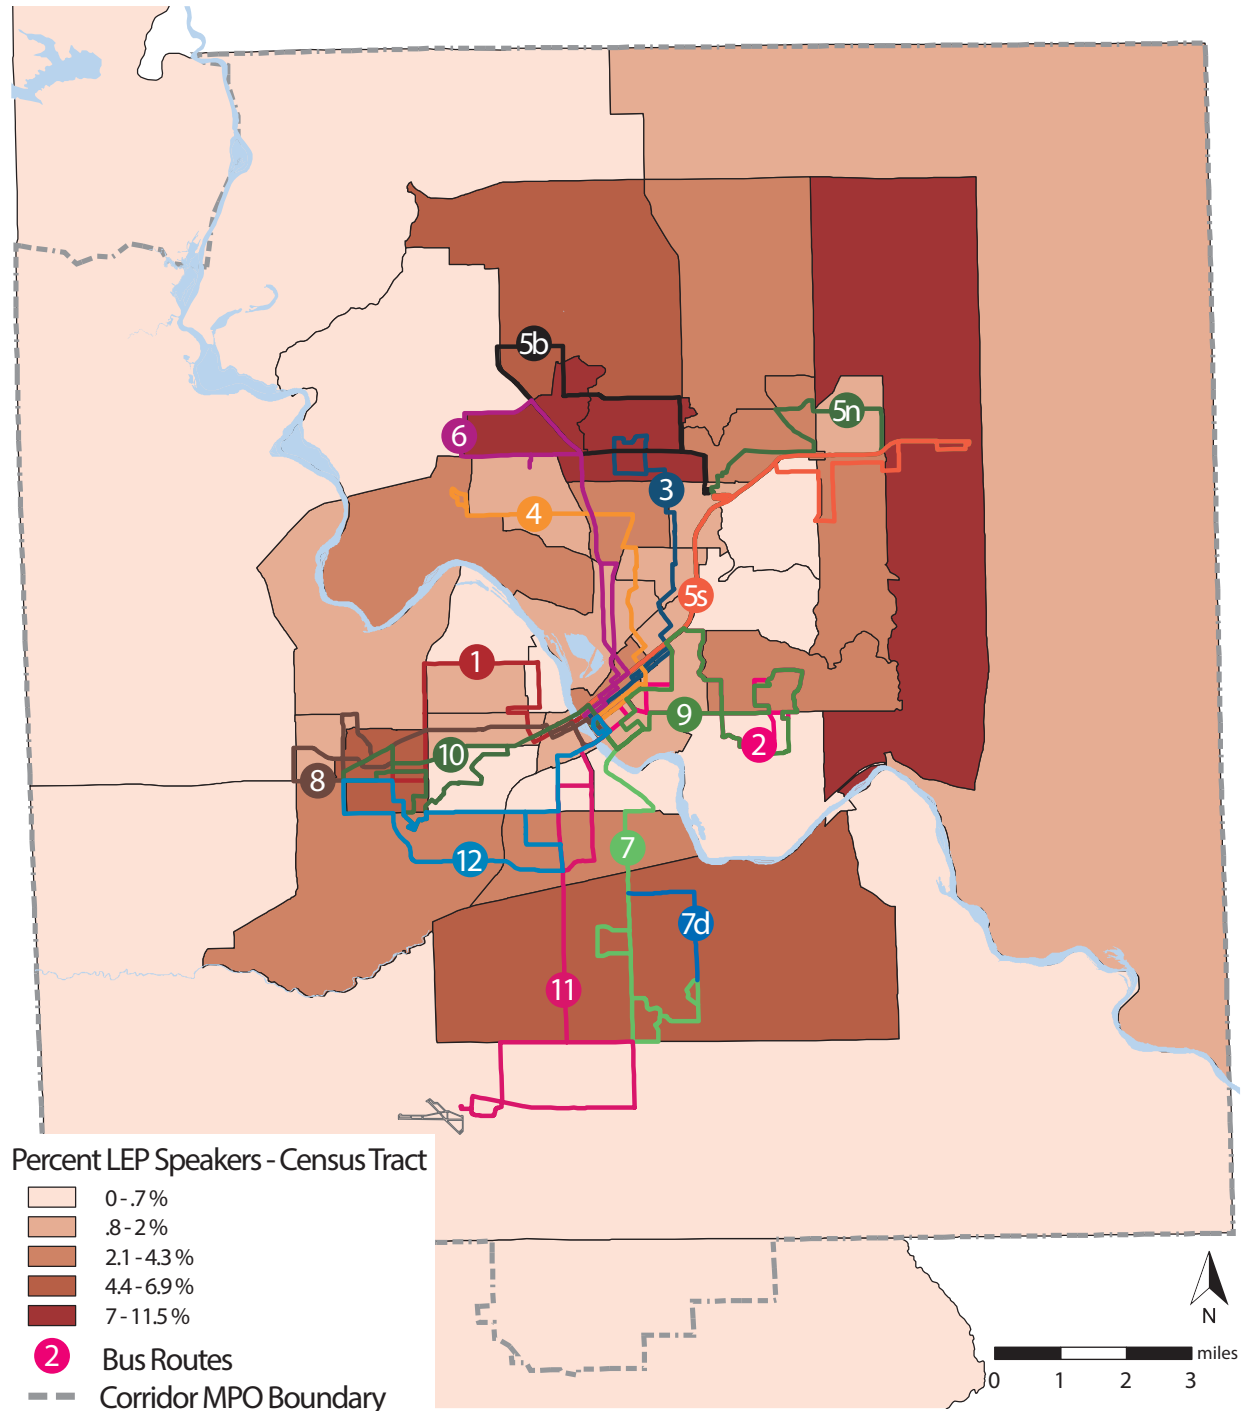 5b
5n
6
3
4
5s
1
9
2
10
8
7
12
7d
11
Percent LEP Speakers - Census Tract
0 - .7 %
.8 - 2 %
2.1 - 4.3 %
4.4 - 6.9 %
7 - 11.5 %
2 Bus Routes
Corridor MPO Boundary
N
miles
0 1 2 3